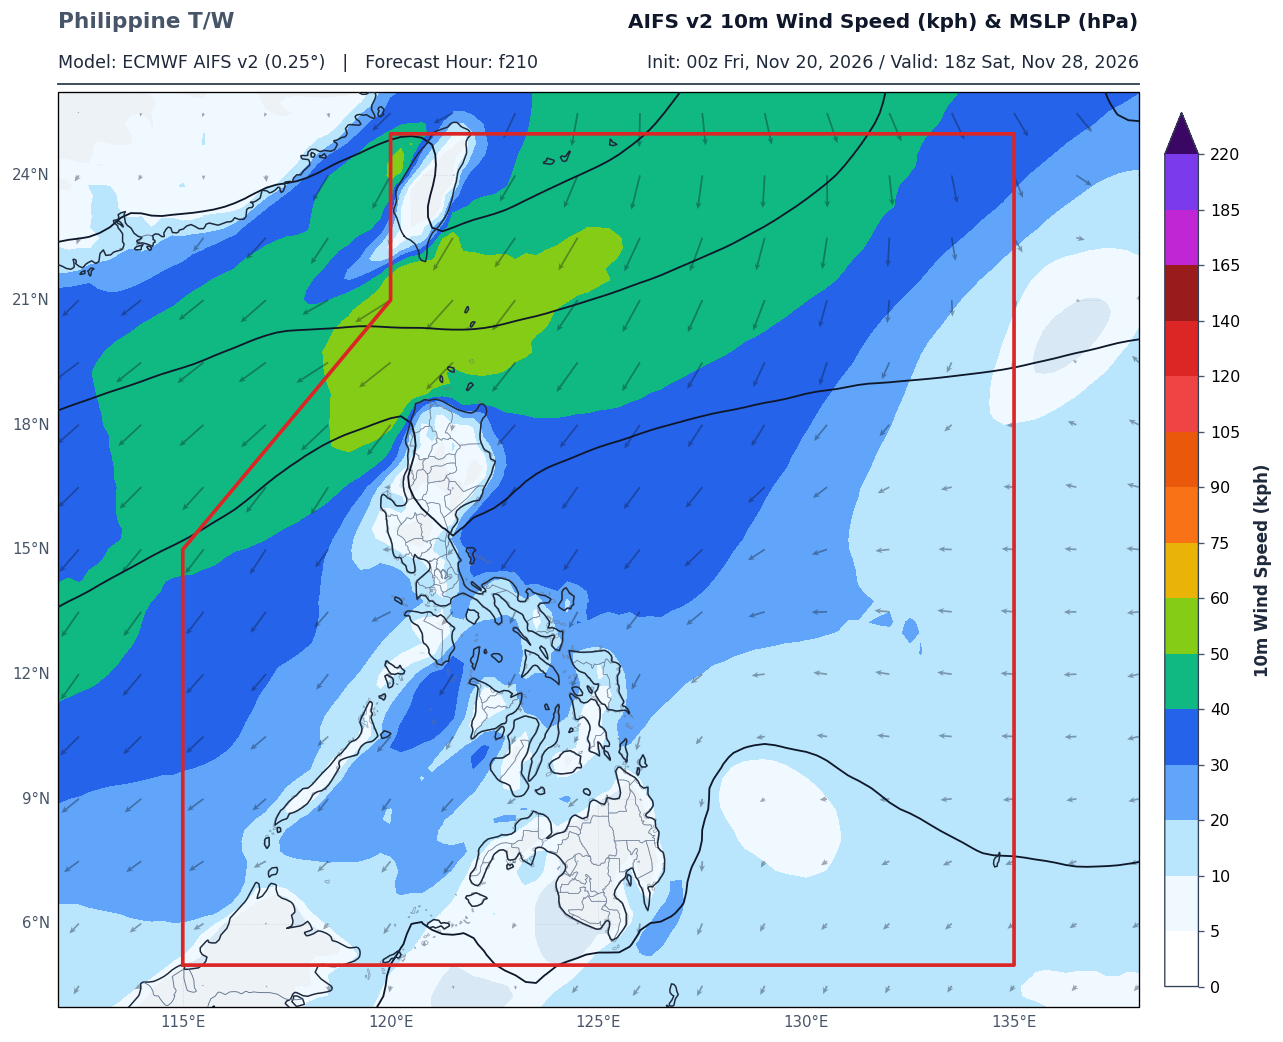 Philippine T/W
AIFS v2 10m Wind Speed (kph) & MSLP (hPa)
Model: ECMWF AIFS v2 (0.25°) | Forecast Hour: f210
Init: 00z Fri, Nov 20, 2026 / Valid: 18z Sat, Nov 28, 2026
24°N
21°N
18°N
15°N
12°N
9°N
6°N
115°E
120°E
125°E
130°E
135°E
220
185
165
140
120
105
90
75
60
50
40
30
20
10
5
0
10m Wind Speed (kph)